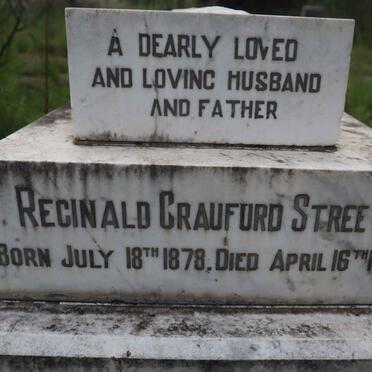 A DEARLY LOVED
AND LOVING HUSBAND
AND FATHER
REGINALD CRAUFURD STREE
BORN JULY 18TH 1878. DIED APRIL 16TH